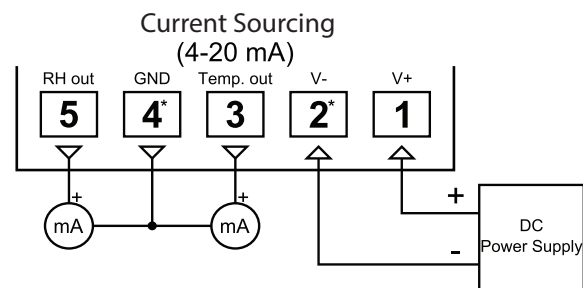 Current Sourcing
(4-20 mA)
RH out GND Temp. out V- V+
5 4* 3 2* 1
+ + +
mA mA
DC
Power Supply
-